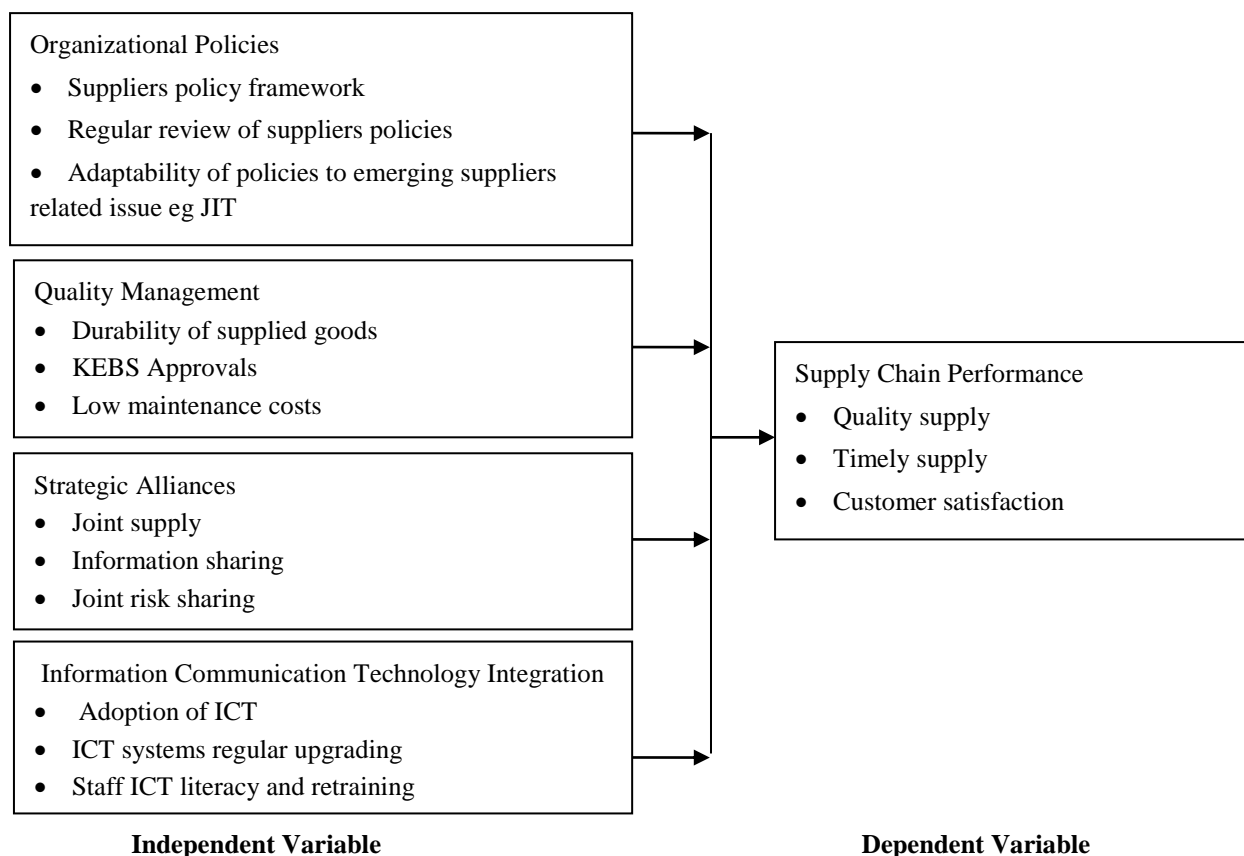 Organizational Policies
• Suppliers policy framework
• Regular review of suppliers policies
• Adaptability of policies to emerging suppliers
related issue eg JIT
Quality Management
• Durability of supplied goods
• KEBS Approvals
• Low maintenance costs
Strategic Alliances
• Joint supply
• Information sharing
• Joint risk sharing
Information Communication Technology Integration
• Adoption of ICT
• ICT systems regular upgrading
• Staff ICT literacy and retraining
Independent Variable
Supply Chain Performance
• Quality supply
• Timely supply
• Customer satisfaction
Dependent Variable